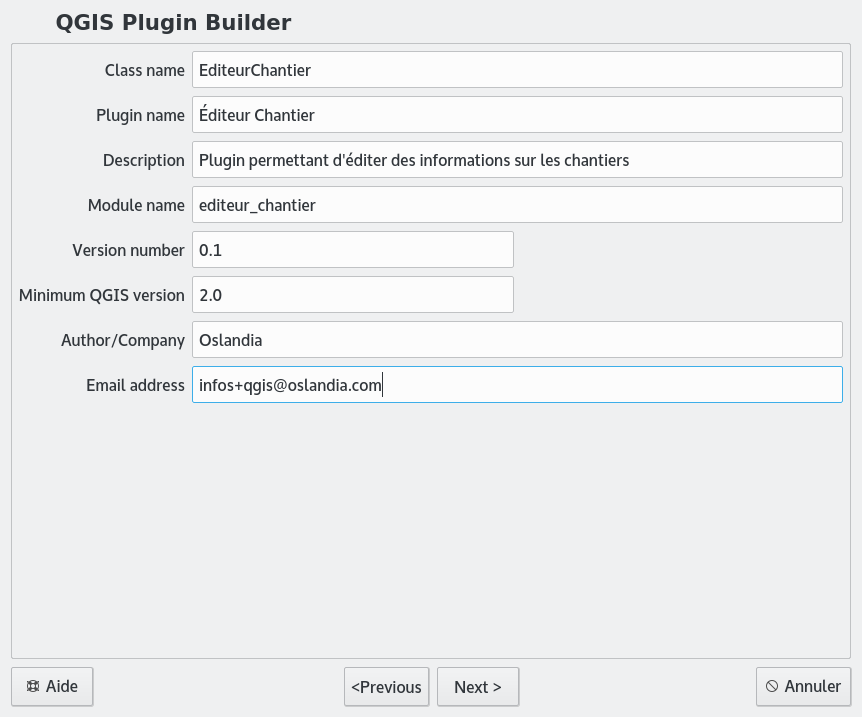 QGIS Plugin Builder
Class name EditeurChantier
Plugin name Éditeur Chantier
Description Plugin permettant d'éditer des informations sur les chantiers
Module name editeur_chantier
Version number 0.1
Minimum QGIS version 2.0
Author/Company Oslandia
Email address infos+qgis@oslandia.com
Aide <Previous Next > Annuler